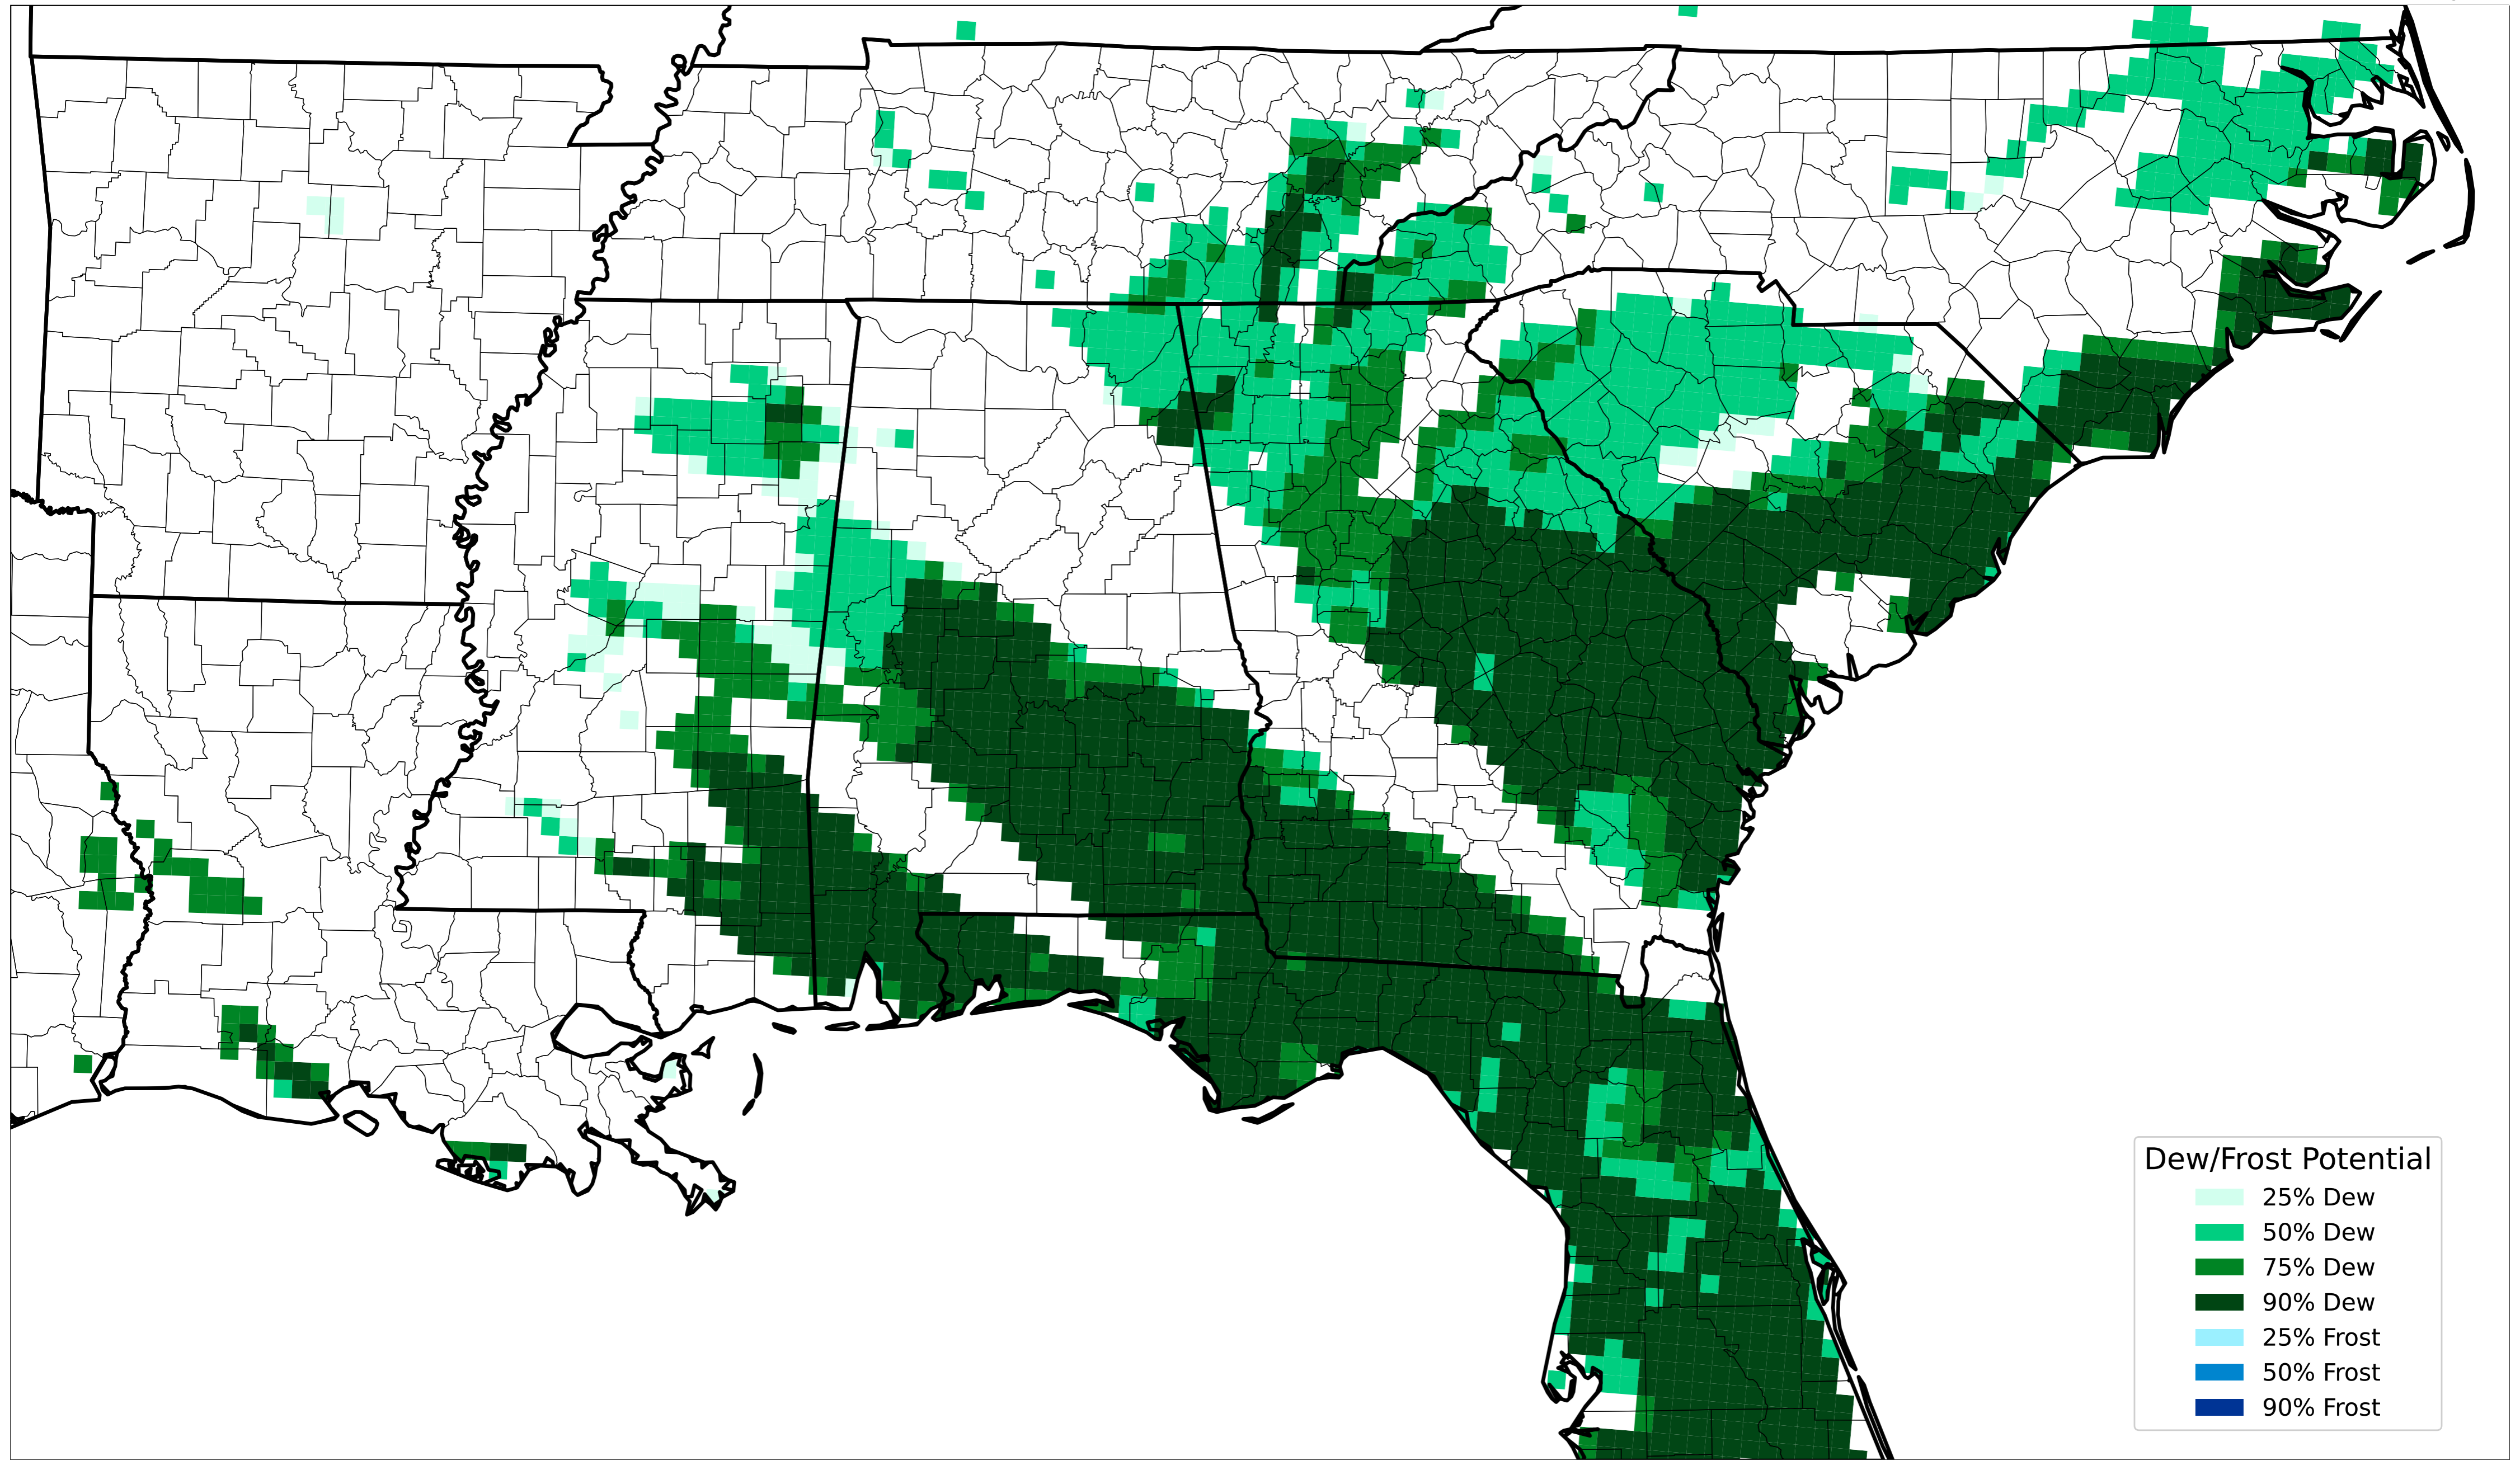 Dew/Frost Potential
25% Dew
50% Dew
75% Dew
90% Dew
25% Frost
50% Frost
90% Frost